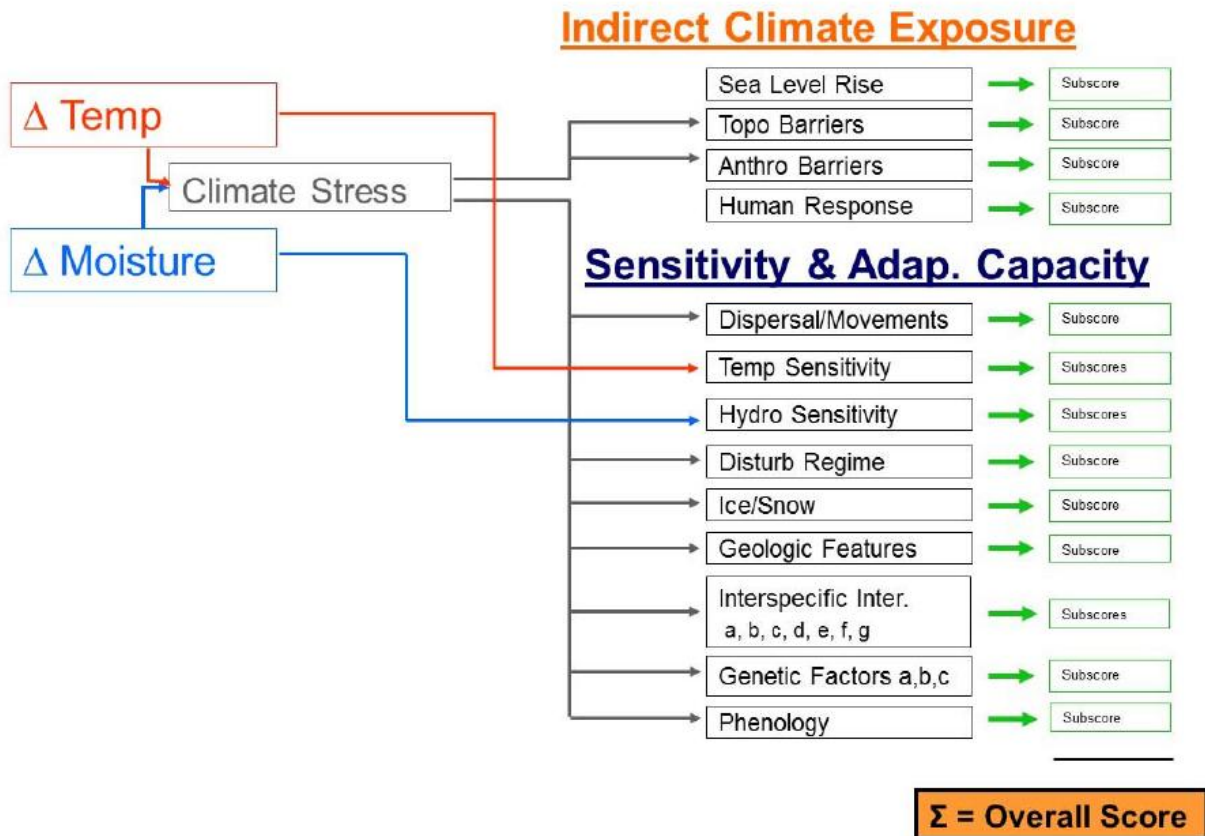 Indirect Climate Exposure
Δ Temp
Climate Stress
Δ Moisture
Sea Level Rise
Subscore
Topo Barriers
Subscore
Anthro Barriers
Subscore
Human Response
Subscore
Sensitivity & Adap. Capacity
Dispersal/Movements
Subscore
Temp Sensitivity
Subscores
Hydro Sensitivity
Subscores
Disturb Regime
Subscore
Ice/Snow
Subscore
Geologic Features
Subscore
Interspecific Inter.
a, b, c, d, e, f, g
Subscores
Genetic Factors a,b,c
Subscore
Phenology
Subscore
Σ = Overall Score